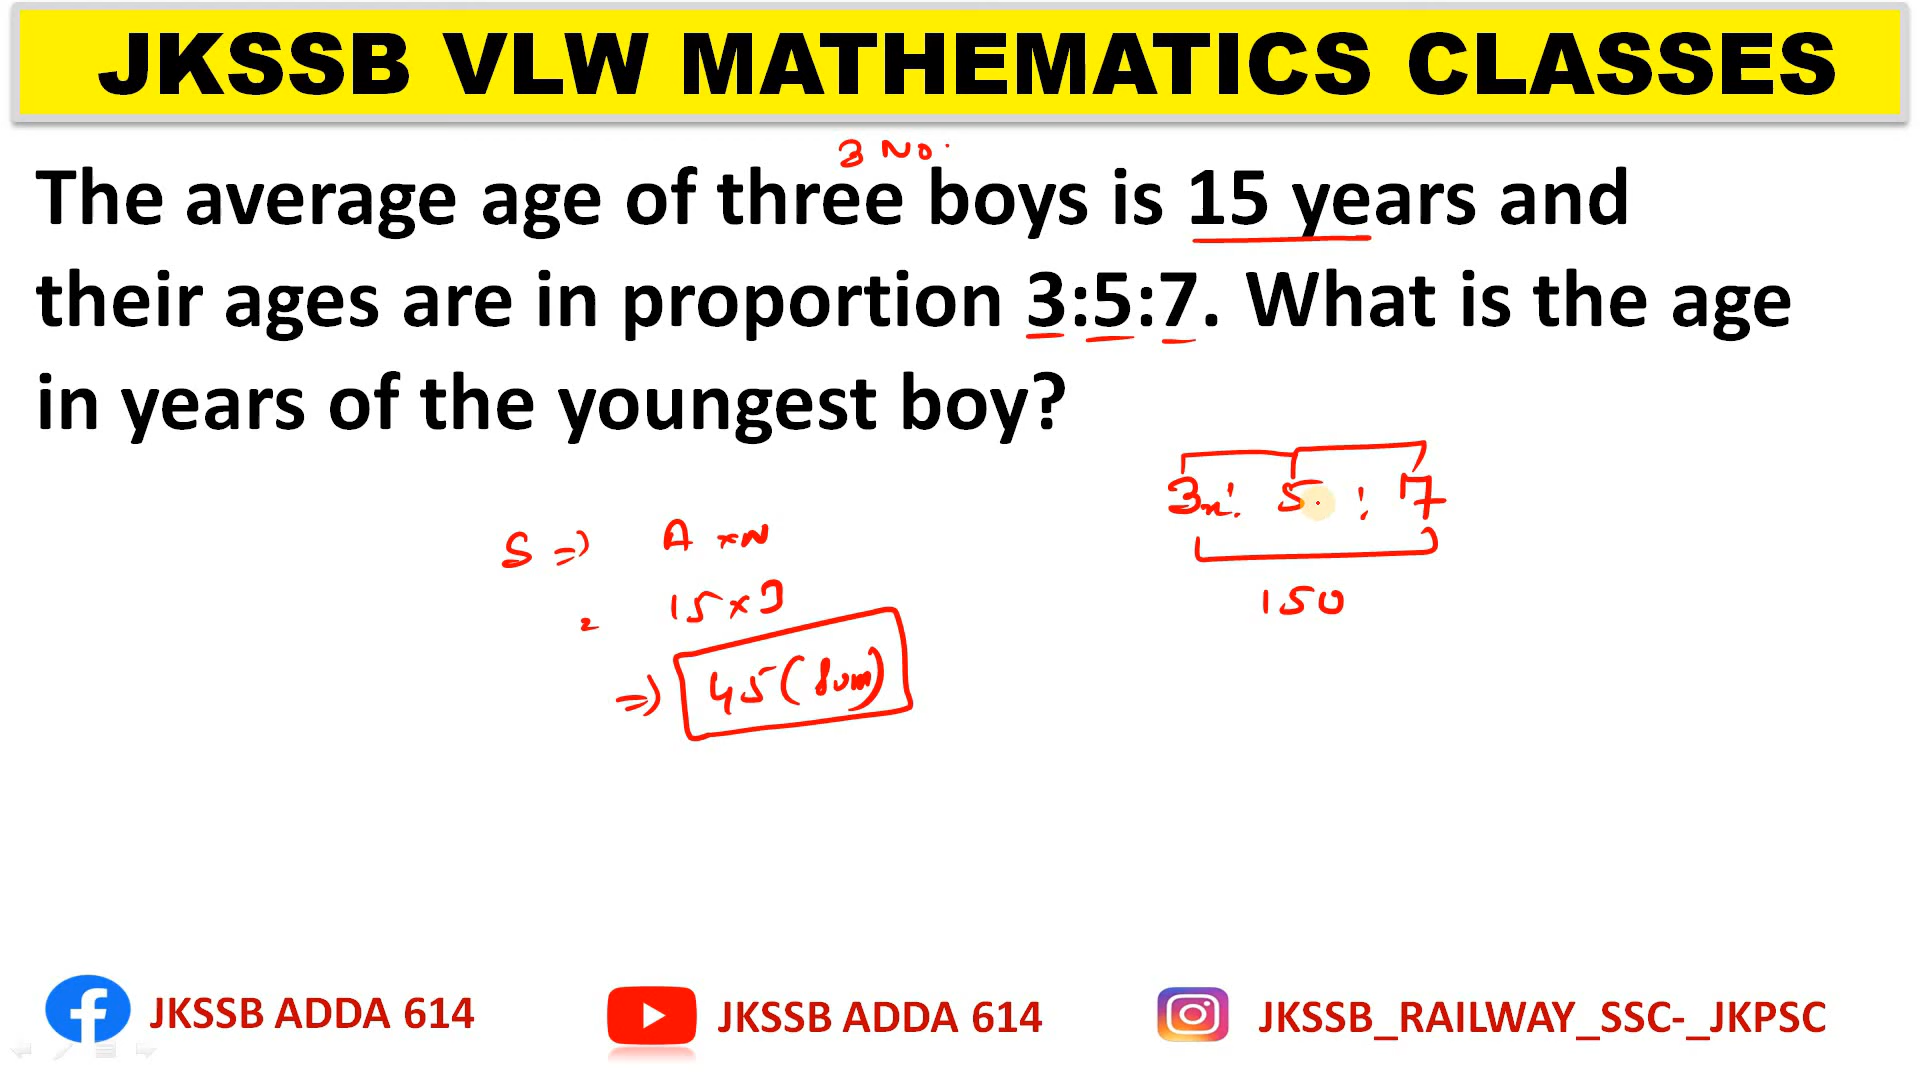 JKSSB VLW MATHEMATICS CLASSES
3 No.
The average age of three boys is 15 years and
their ages are in proportion 3:5:7. What is the age
in years of the youngest boy?
3x: 5 : 7
S ⇒ A × N
= 15 × 3
150
⇒ 45 (Sum)
JKSSB ADDA 614
JKSSB ADDA 614
JKSSB_RAILWAY_SSC-_JKPSC